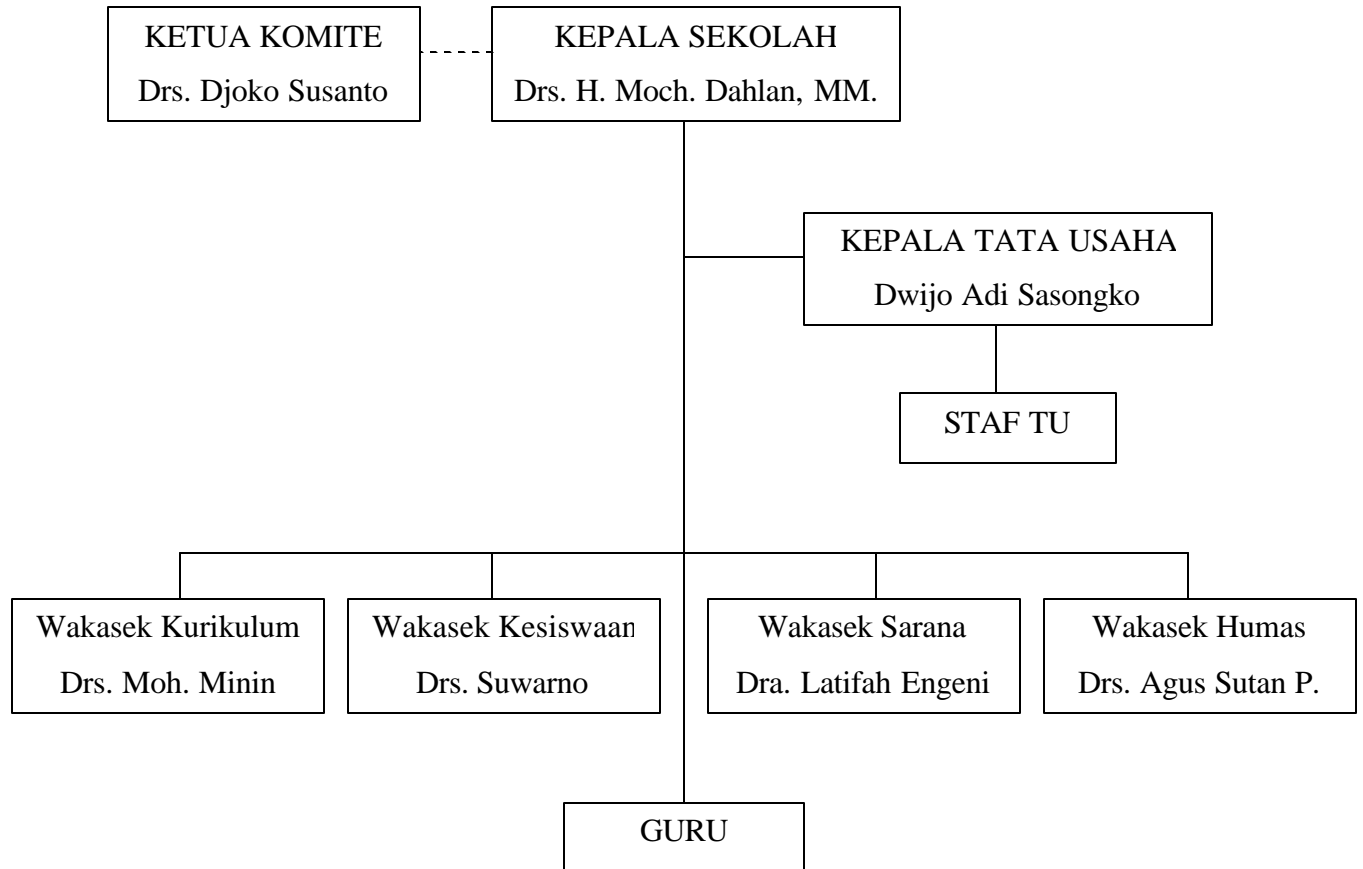 KETUA KOMITE
Drs. Djoko Susanto
KEPALA SEKOLAH
Drs. H. Moch. Dahlan, MM.
KEPALA TATA USAHA
Dwijo Adi Sasongko
STAF TU
Wakasek Kurikulum
Drs. Moh. Minin
Wakasek Kesiswaan
Drs. Suwarno
Wakasek Sarana
Dra. Latifah Engeni
Wakasek Humas
Drs. Agus Sutan P.
GURU